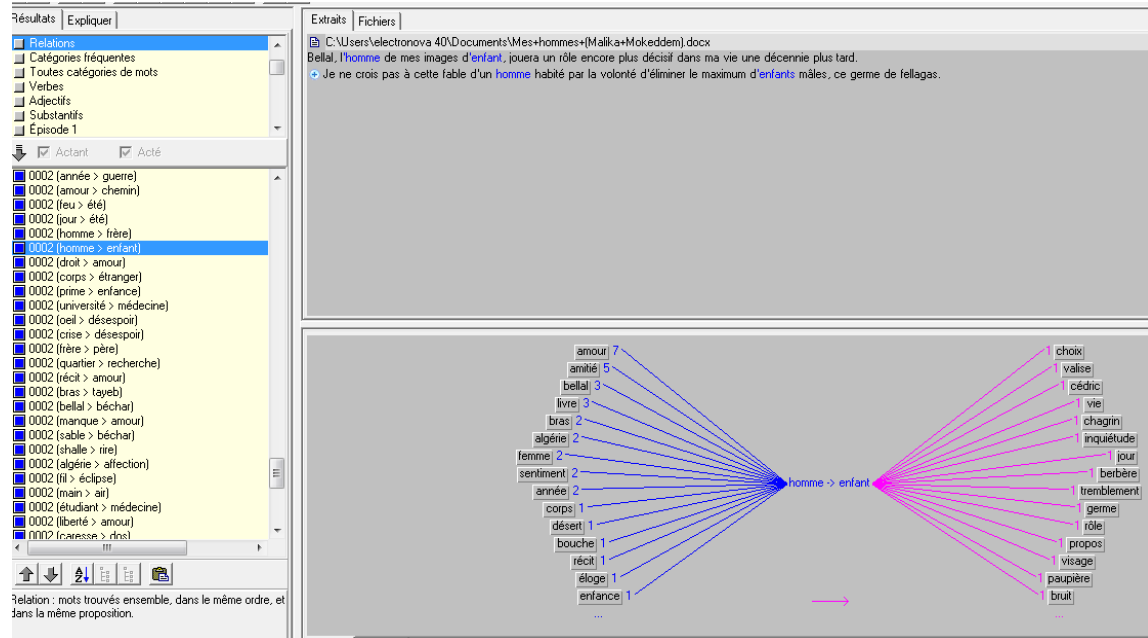 Résultats
Expliquer
Relations
Catégories fréquentes
Toutes catégories de mots
Verbes
Adjectifs
Substantifs
Épisode 1
Actant
Acté
0002 (année > guerre)
0002 (amour > chemin)
0002 (feu > été)
0002 (jour > été)
0002 (homme > frère)
0002 (homme > enfant)
0002 (droit > amour)
0002 (corps > étranger)
0002 (prime > enfance)
0002 (université > médecine)
0002 (oeil > désespoir)
0002 (crise > désespoir)
0002 (frère > père)
0002 (quartier > recherche)
0002 (récit > amour)
0002 (bras > tayeb)
0002 (bellal > béchar)
0002 (manque > amour)
0002 (sable > béchar)
0002 (shalle > rire)
0002 (algérie > affection)
0002 (fil > éclipse)
0002 (main > air)
0002 (étudiant > médecine)
0002 (liberté > amour)
0002 (caresse > dos)
Relation : mots trouvés ensemble, dans le même ordre, et
dans la même proposition.
Extraits
Fichiers
C:\Users\electronova 40\Documents\Mes+hommes+(Malika+Mokeddem).docx
Bellal, l'homme de mes images d'enfant, jouera un rôle encore plus décisif dans ma vie une décennie plus tard.
Je ne crois pas à cette fable d'un homme habité par la volonté d'éliminer le maximum d'enfants mâles, ce germe de fellagas.
amour 7
amitié 5
bellal 3
livre 3
bras 2
algérie 2
femme 2
sentiment 2
année 2
corps 1
désert 1
bouche 1
récit 1
éloge 1
enfance 1
...
homme -> enfant
1 choix
1 valise
1 cédric
1 vie
1 chagrin
1 inquiétude
1 jour
1 berbère
1 tremblement
1 germe
1 rôle
1 propos
1 visage
1 paupière
1 bruit
...